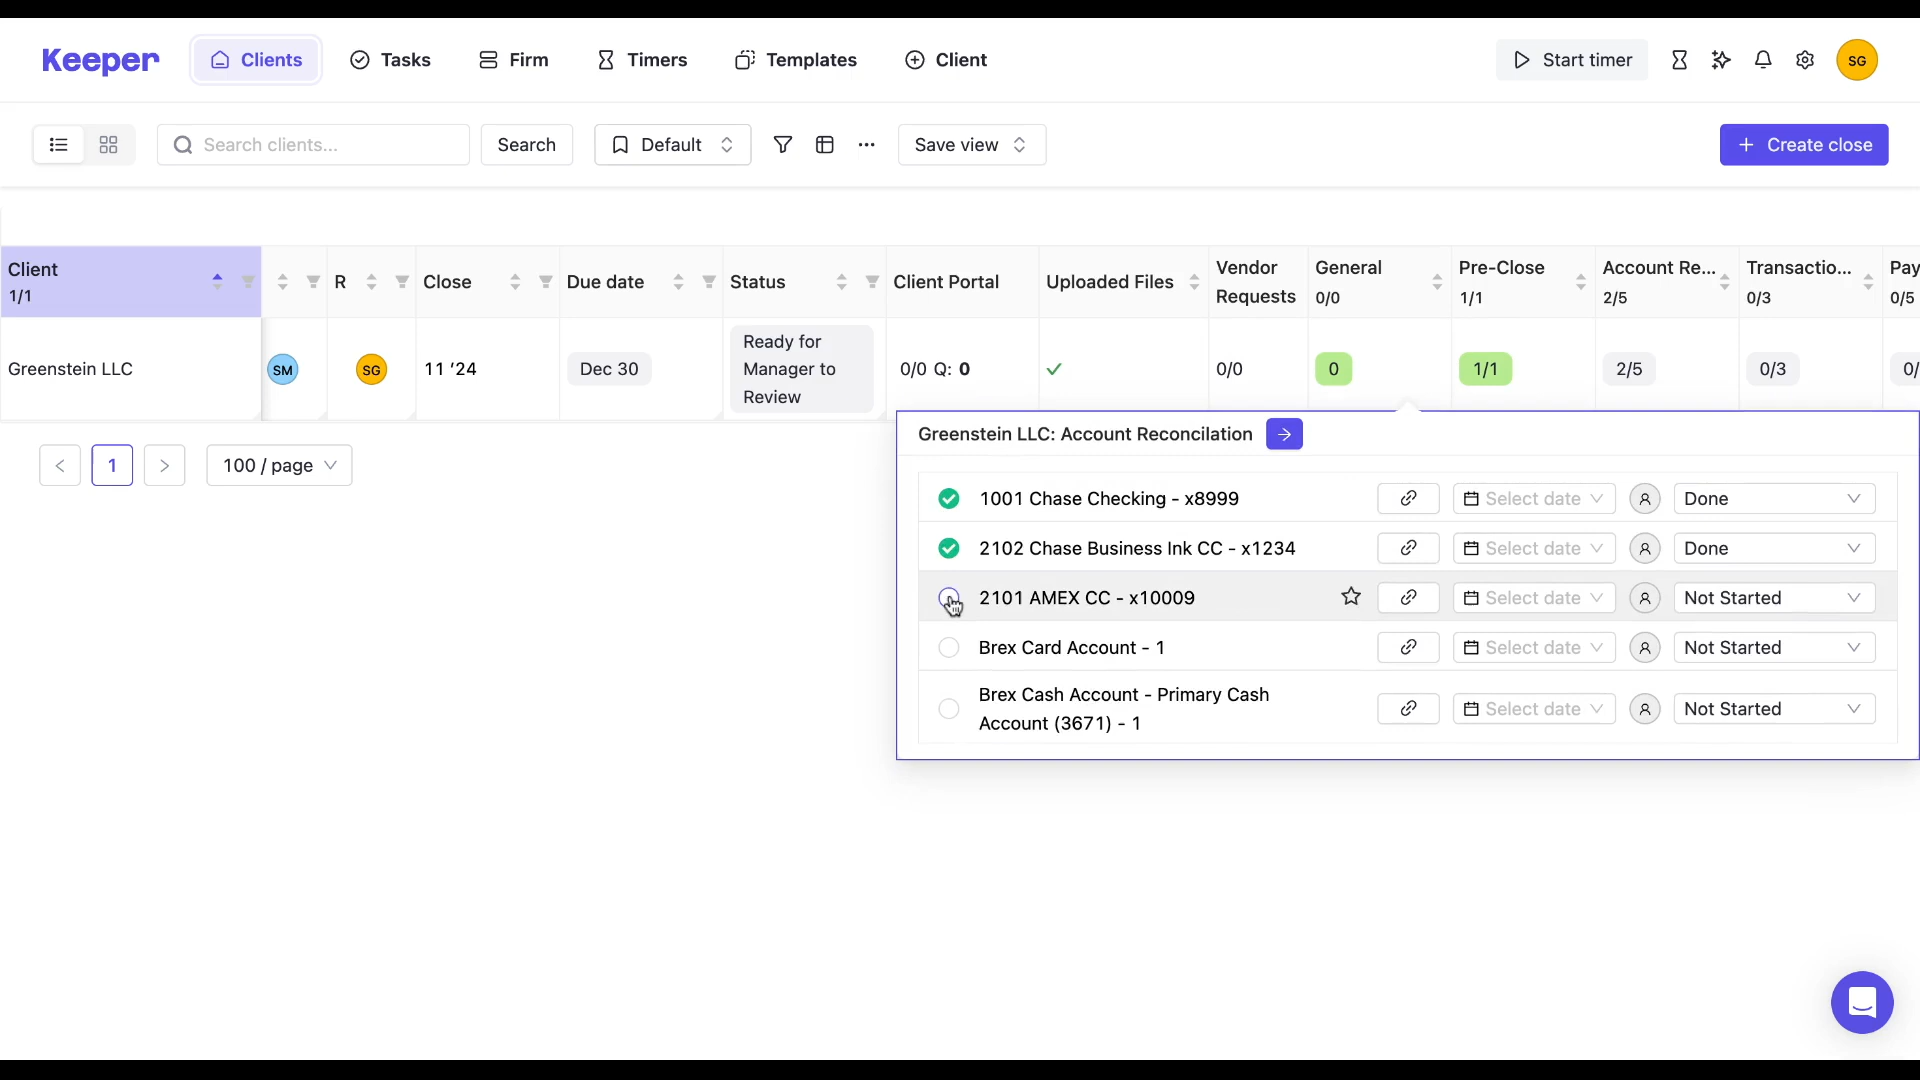 Keeper
Clients
Tasks
Firm
Timers
Templates
Client
Start timer
SG
Search clients...
Search
Default
Save view
Create close
Client
1/1
R
Close
Due date
Status
Client Portal
Uploaded Files
Vendor
Requests
General
0/0
Pre-Close
1/1
Account Re...
2/5
Transactio...
0/3
Pay
0/5
Greenstein LLC
SM
SG
11 '24
Dec 30
Ready for
Manager to
Review
0/0 Q: 0
0/0
0
1/1
2/5
0/3
0/
< 1 >
100 / page
Greenstein LLC: Account Reconcilation
1001 Chase Checking - x8999
Select date
Done
2102 Chase Business Ink CC - x1234
Select date
Done
2101 AMEX CC - x10009
Select date
Not Started
Brex Card Account - 1
Select date
Not Started
Brex Cash Account - Primary Cash
Account (3671) - 1
Select date
Not Started